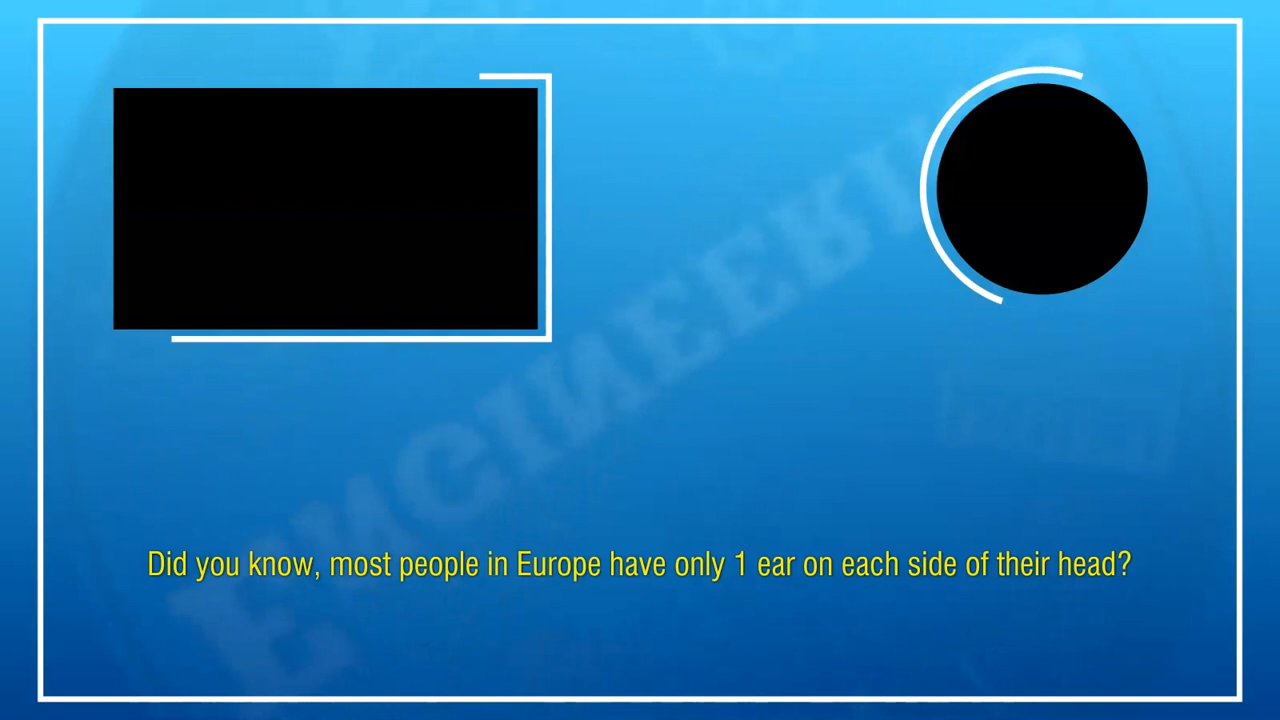 Did you know, most people in Europe have only 1 ear on each side of their head?